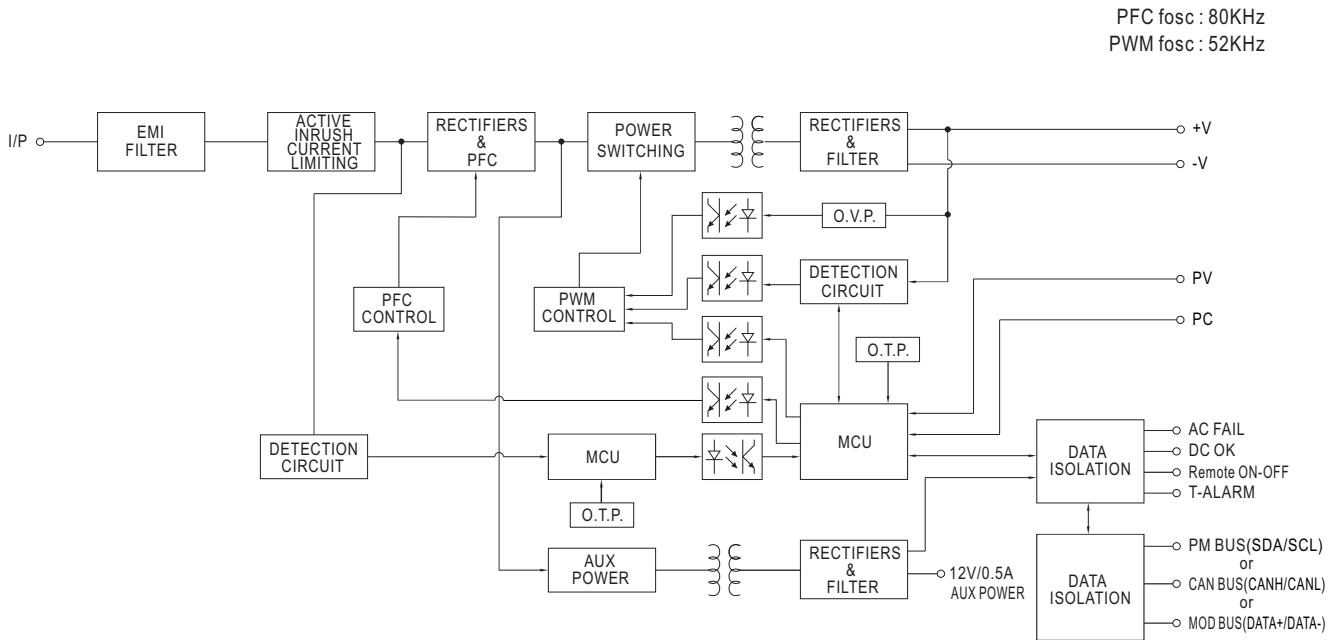 PFC fosc : 80KHz
PWM fosc : 52KHz
I/P
EMI
FILTER
ACTIVE
INRUSH
CURRENT
LIMITING
RECTIFIERS
&
PFC
POWER
SWITCHING
RECTIFIERS
&
FILTER
+V
-V
O.V.P.
DETECTION
CIRCUIT
PFC
CONTROL
PWM
CONTROL
PV
PC
O.T.P.
MCU
DETECTION
CIRCUIT
MCU
O.T.P.
DATA
ISOLATION
AC FAIL
DC OK
Remote ON-OFF
T-ALARM
AUX
POWER
RECTIFIERS
&
FILTER
12V/0.5A
AUX POWER
DATA
ISOLATION
PM BUS(SDA/SCL)
or
CAN BUS(CANH/CANL)
or
MOD BUS(DATA+/DATA-)